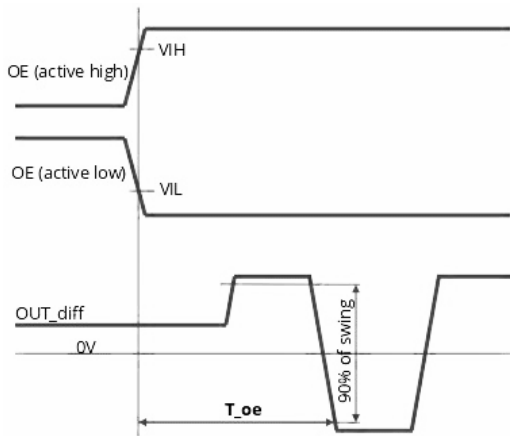 VIH
OE (active high)
OE (active low)
VIL
OUT_diff
0V
90% of swing
T_oe